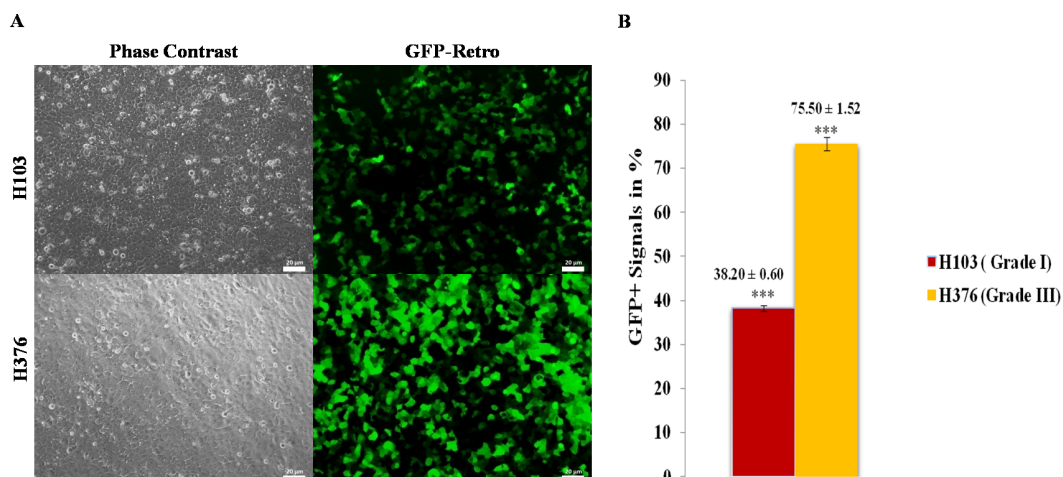 A
Phase Contrast
GFP-Retro
H103
20 µm
20 µm
H376
20 µm
20 µm
B
GFP+ Signals in %
90
80
70
60
50
40
30
20
10
0
75.50 ± 1.52
***
38.20 ± 0.60
***
H103 ( Grade I)
H376 (Grade III)